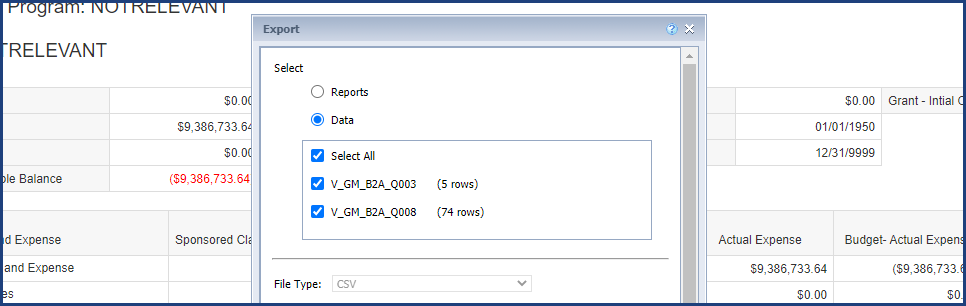 Program: NOTRELEVANT
TRELEVANT
Export
Select
Reports
Data
Select All
V_GM_B2A_Q003 (5 rows)
V_GM_B2A_Q008 (74 rows)
File Type: CSV
$0.00
$9,386,733.64
$0.00
ble Balance ($9,386,733.64
$0.00 Grant - Intial C
01/01/1950
12/31/9999
nd Expense Sponsored Cla
Actual Expense Budget- Actual Expens
and Expense
$9,386,733.64 ($9,386,733.
es
$0.00 $0.